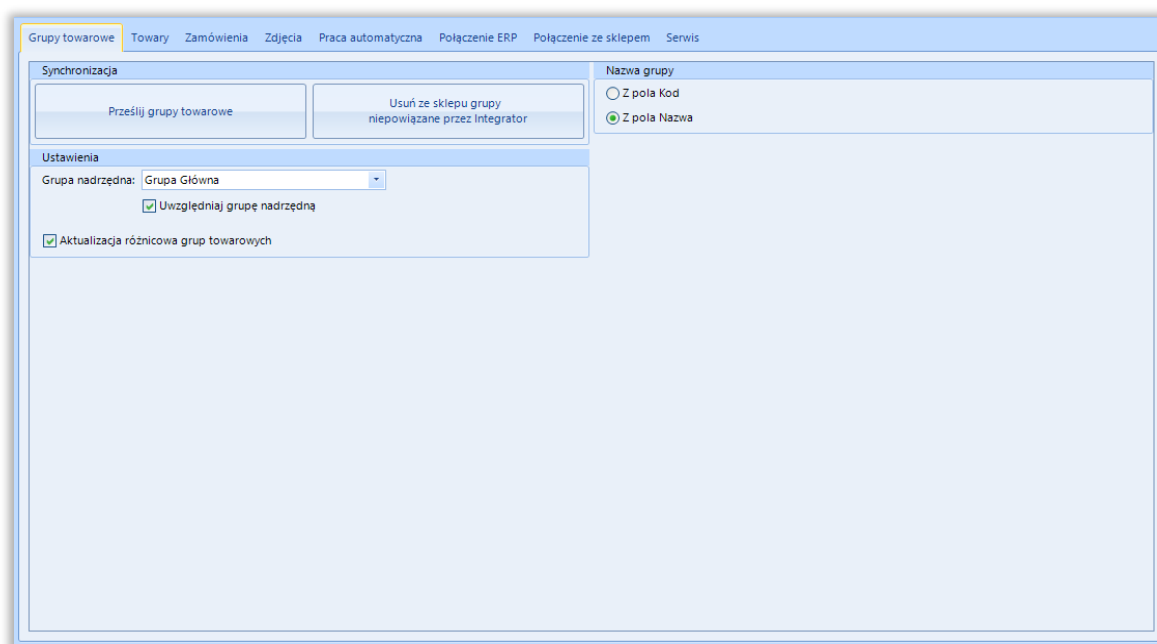 Grupy towarowe Towary Zamówienia Zdjęcia Praca automatyczna Połączenie ERP Połączenie ze sklepem Serwis
Synchronizacja
Prześlij grupy towarowe
Usuń ze sklepu grupy
niepowiązane przez Integrator
Ustawienia
Grupa nadrzędna: Grupa Główna
Uwzględniaj grupę nadrzędną
Aktualizacja różnicowa grup towarowych
Nazwa grupy
Z pola Kod
Z pola Nazwa